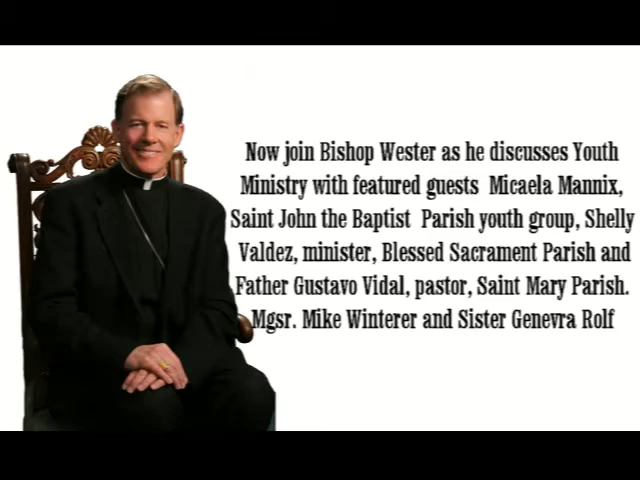 Now join Bishop Wester as he discusses Youth
Ministry with featured guests Micaela Mannix,
Saint John the Baptist Parish youth group, Shelly
Valdez, minister, Blessed Sacrament Parish and
Father Gustavo Vidal, pastor, Saint Mary Parish.
Mgsr. Mike Winterer and Sister Genevra Rolf